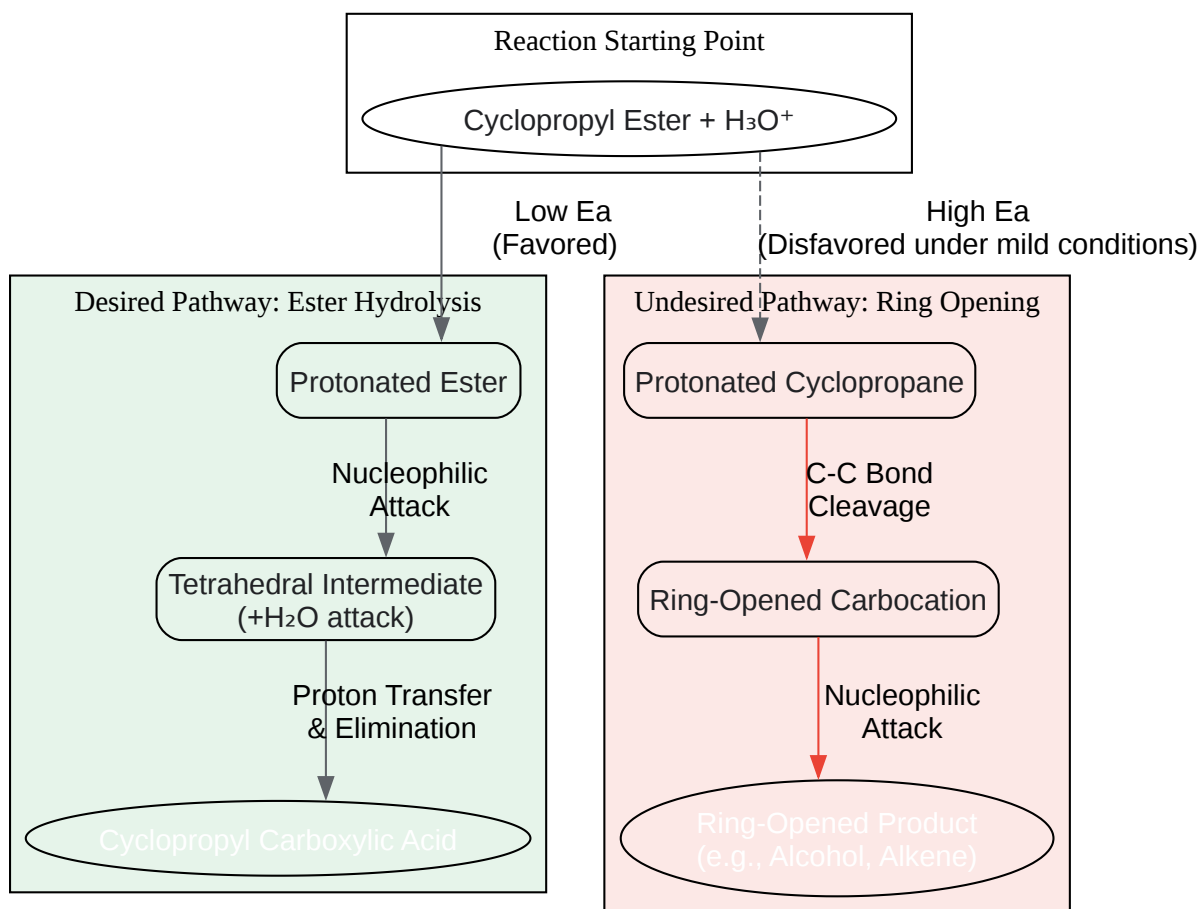 Reaction Starting Point
Cyclopropyl Ester + H₃O⁺
Low Ea
(Favored)
High Ea
(Disfavored under mild conditions)
Desired Pathway: Ester Hydrolysis
Protonated Ester
Nucleophilic
Attack
Tetrahedral Intermediate
(+H₂O attack)
Proton Transfer
& Elimination
Cyclopropyl Carboxylic Acid
Undesired Pathway: Ring Opening
Protonated Cyclopropane
C-C Bond
Cleavage
Ring-Opened Carbocation
Nucleophilic
Attack
Ring-Opened Product
(e.g., Alcohol, Alkene)